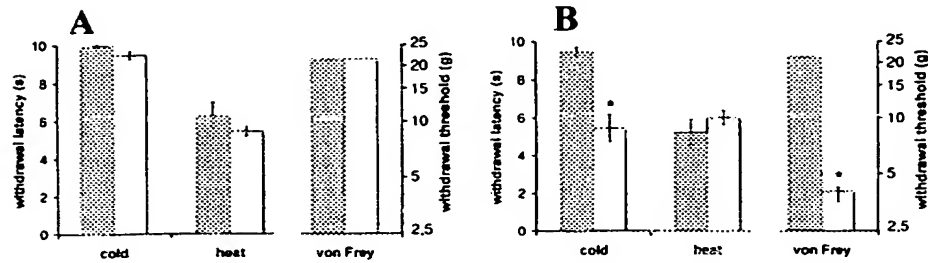 A
withdrawal latency (s)
10
8
6
4
2
0
cold
heat
von Frey
25
20
15
10
5
2.5
withdrawal threshold (g)
B
withdrawal latency (s)
10
8
6
4
2
0
*
*
cold
heat
von Frey
25
20
15
10
5
2.5
withdrawal threshold (g)